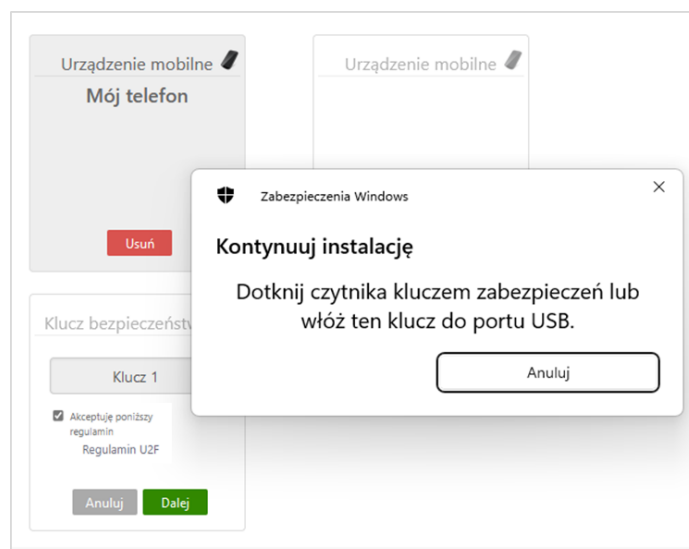 Urządzenie mobilne
Mój telefon
Usuń
Urządzenie mobilne
Zabezpieczenia Windows
Kontynuuj instalację
Dotknij czytnika kluczem zabezpieczeń lub
włóż ten klucz do portu USB.
Anuluj
Klucz bezpieczeństw
Klucz 1
Akceptuję poniższy
regulamin
Regulamin U2F
Anuluj
Dalej